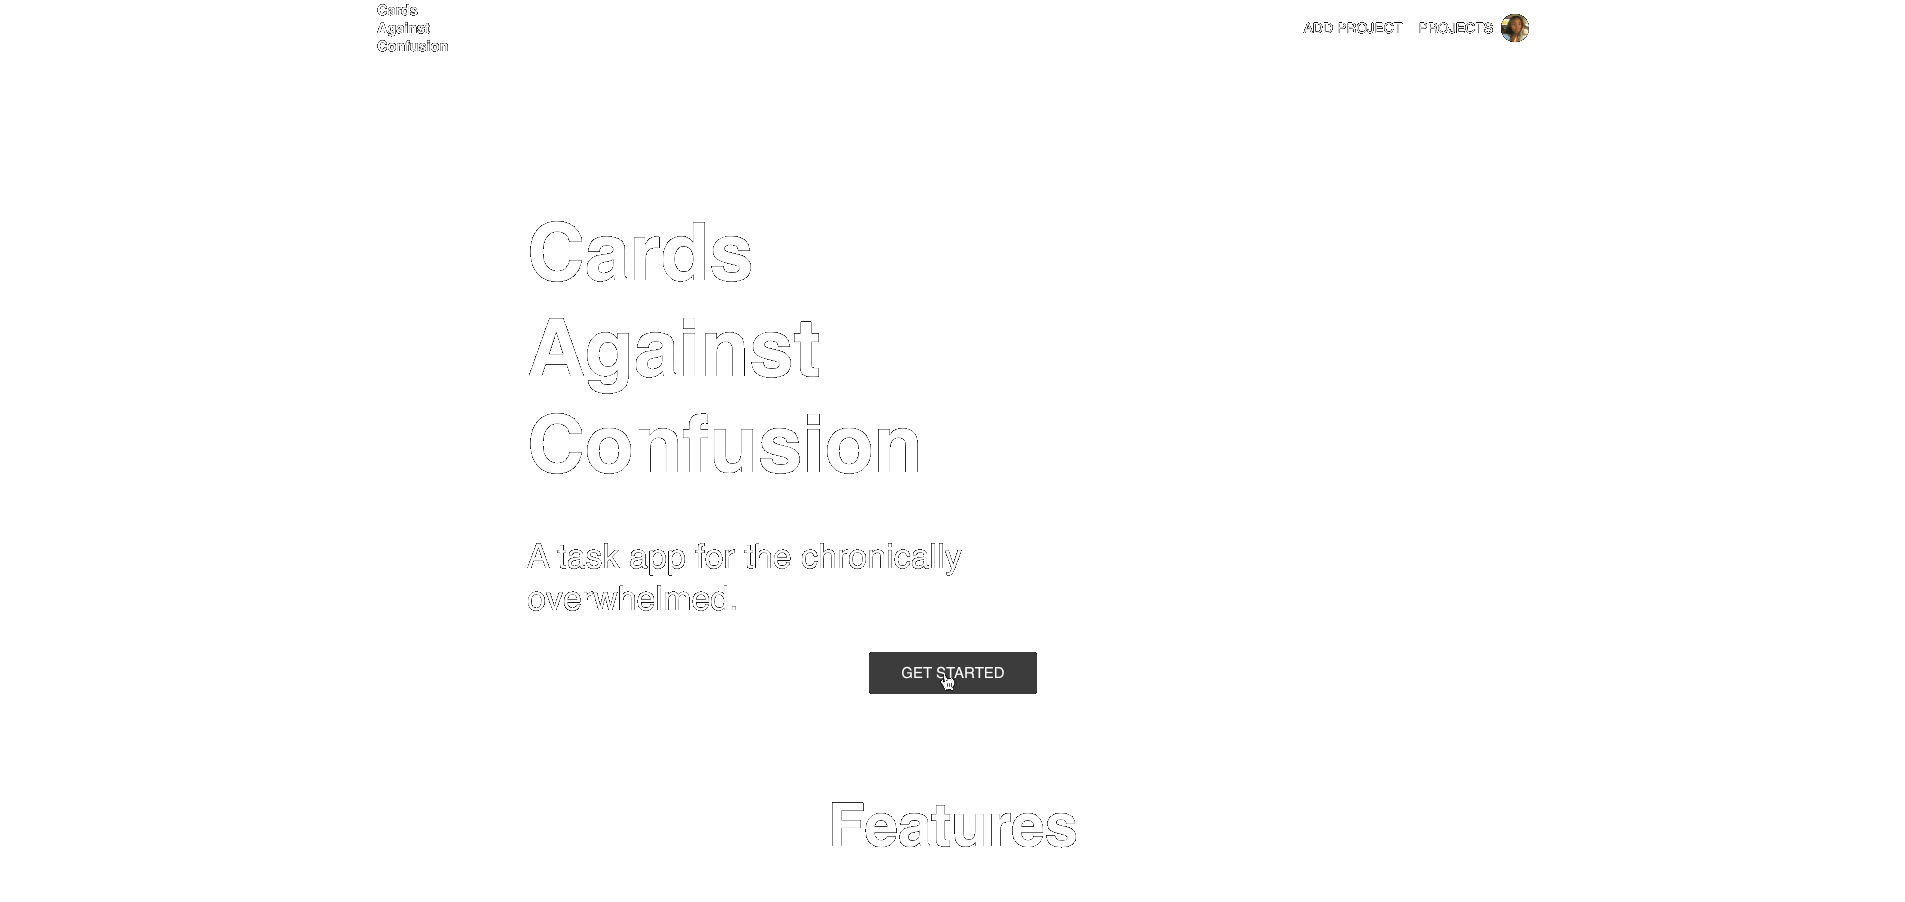 Cards
Against
Confusion
ADD PROJECT
PROJECTS
Cards
Against
Confusion
A task app for the chronically
overwhelmed.
GET STARTED
Features